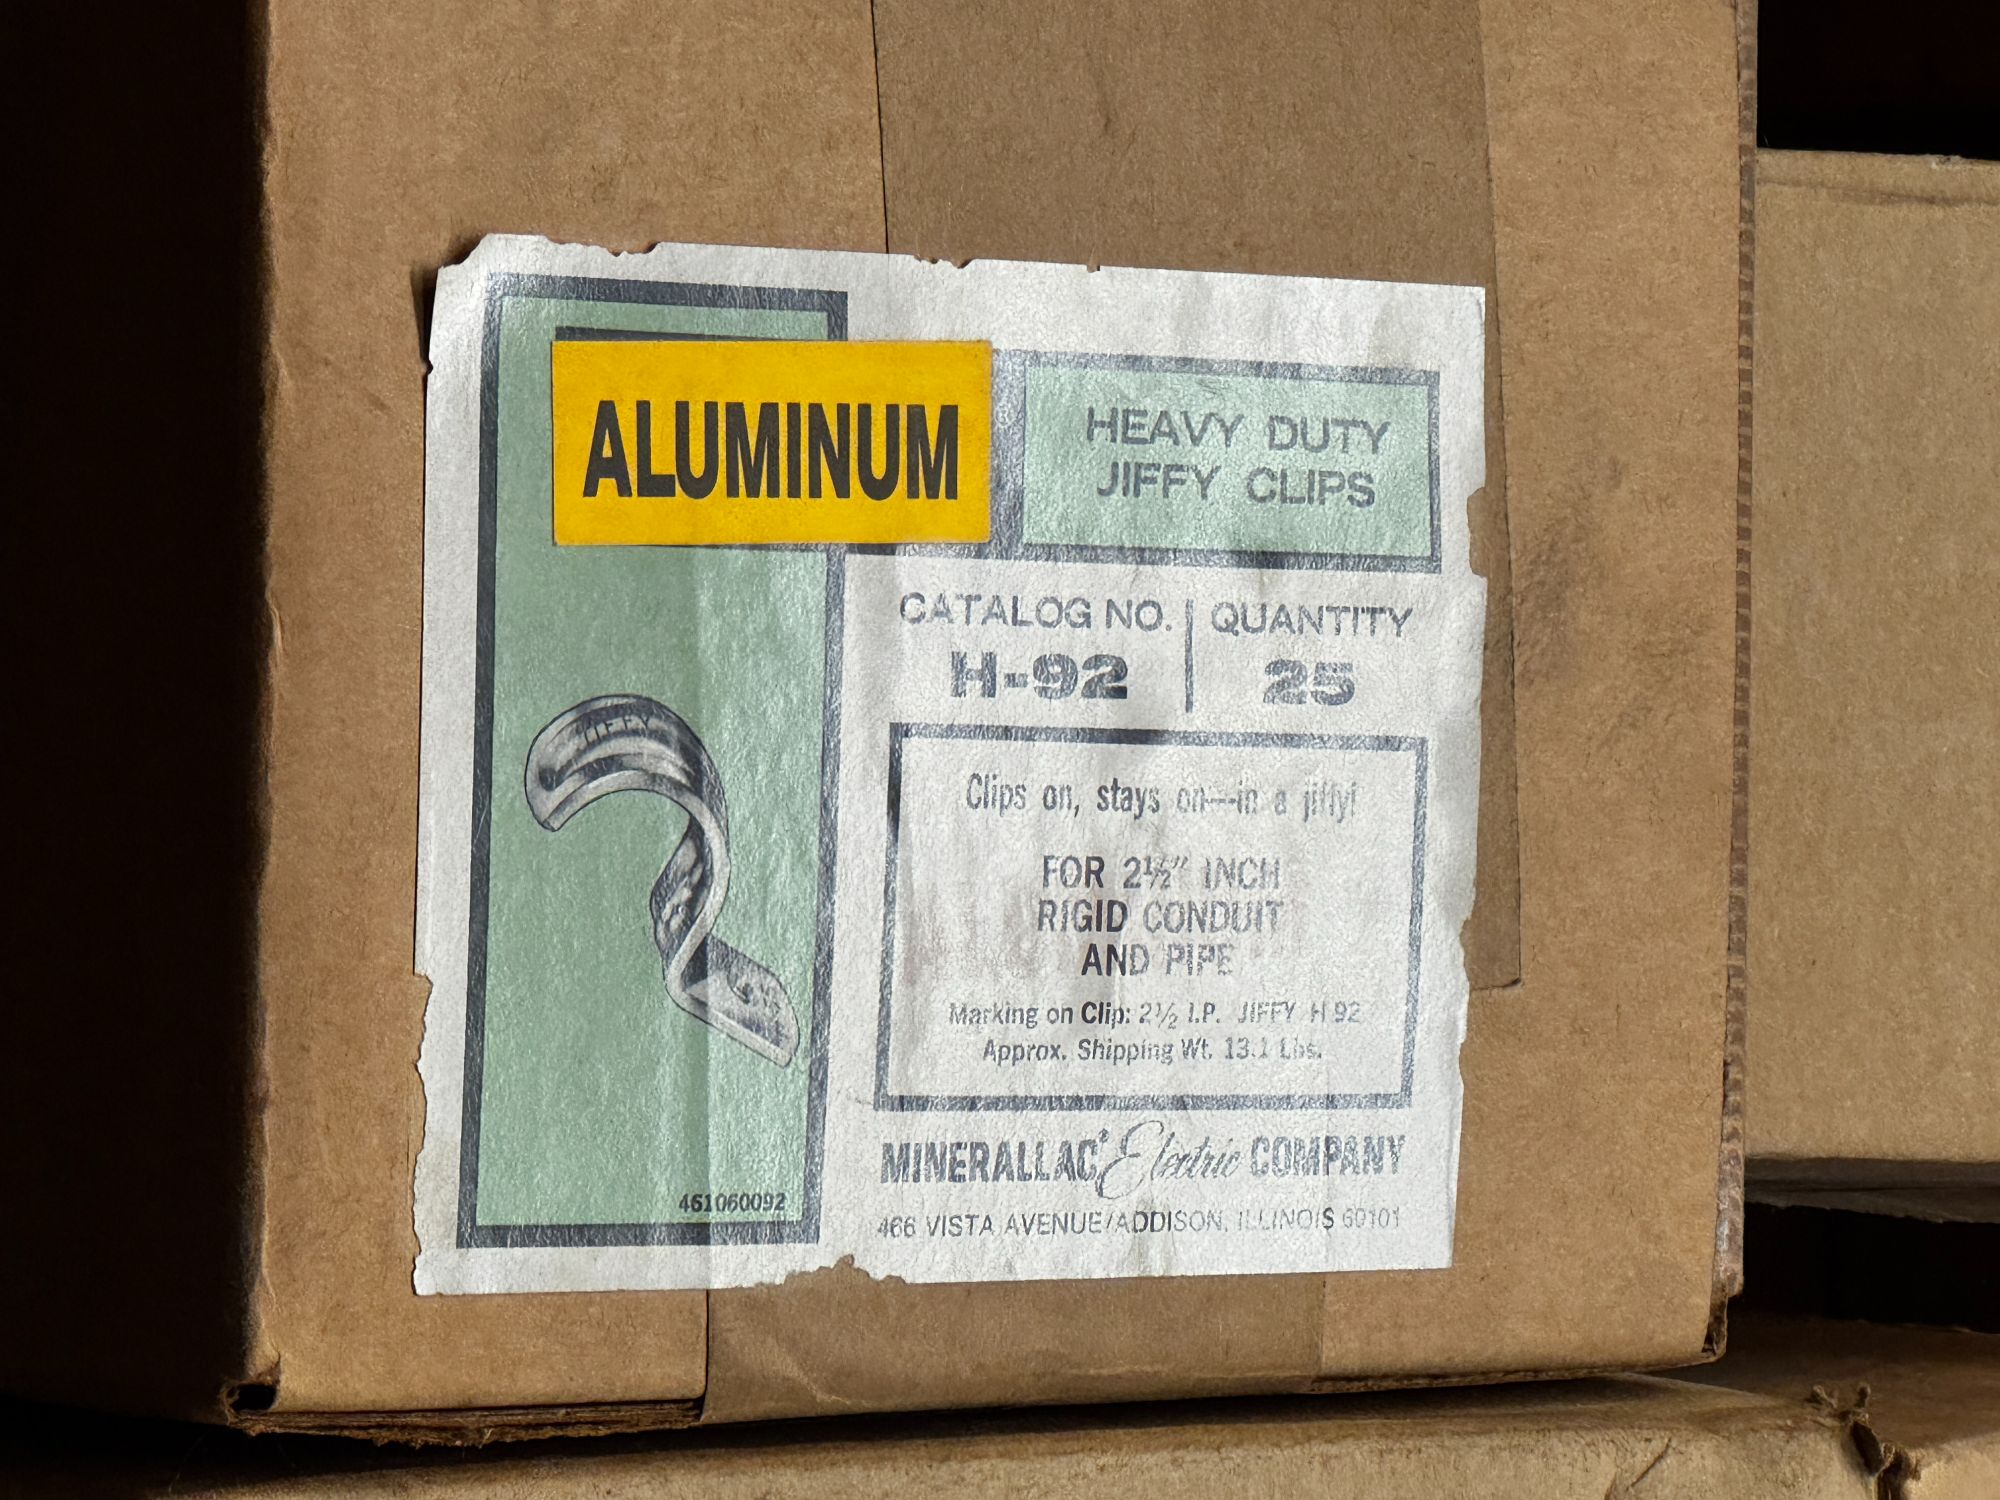 ALUMINUM
HEAVY DUTY
JIFFY CLIPS
CATALOG NO. | QUANTITY
H-92 | 25
JIFFY
Clips on, stays on—in a jiffy!
FOR 2½" INCH
RIGID CONDUIT
AND PIPE
Marking on Clip: 2½ I.P. JIFFY H 92
Approx. Shipping Wt. 13.1 Lbs.
MINERALLAC® Electric COMPANY
466 VISTA AVENUE/ADDISON, ILLINOIS 60101
461060092